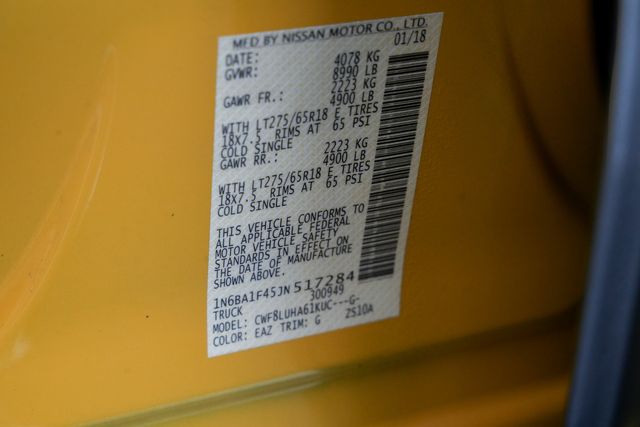 MFD BY NISSAN MOTOR CO., LTD.
DATE: 01/18
GVWR: 4078 KG
8990 LB
GAWR FR.: 2223 KG
4900 LB
WITH LT275/65R18 E TIRES
18X7.5 RIMS AT 65 PSI
COLD SINGLE
GAWR RR.: 2223 KG
4900 LB
WITH LT275/65R18 E TIRES
18X7.5 RIMS AT 65 PSI
COLD SINGLE
THIS VEHICLE CONFORMS TO
ALL APPLICABLE FEDERAL
MOTOR VEHICLE SAFETY
STANDARDS IN EFFECT ON
THE DATE OF MANUFACTURE
SHOWN ABOVE.
1N6BA1F45JN517284
TRUCK 300949
MODEL: CWF8LUHA61KUC---G-
COLOR: EAZ TRIM: G ZS10A